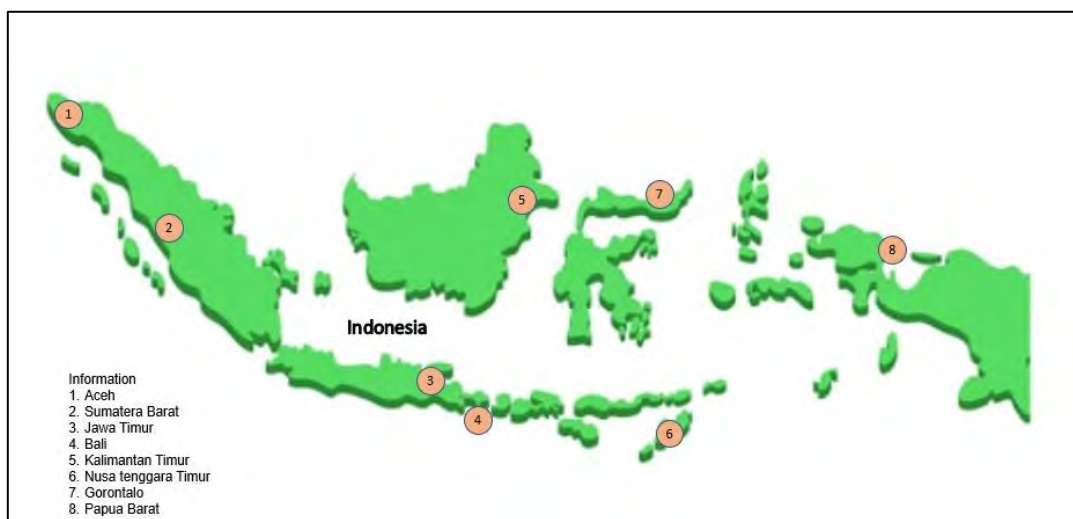 1
2
5
7
8
Indonesia
3
4
6
Information
1. Aceh
2. Sumatera Barat
3. Jawa Timur
4. Bali
5. Kalimantan Timur
6. Nusa tenggara Timur
7. Gorontalo
8. Papua Barat